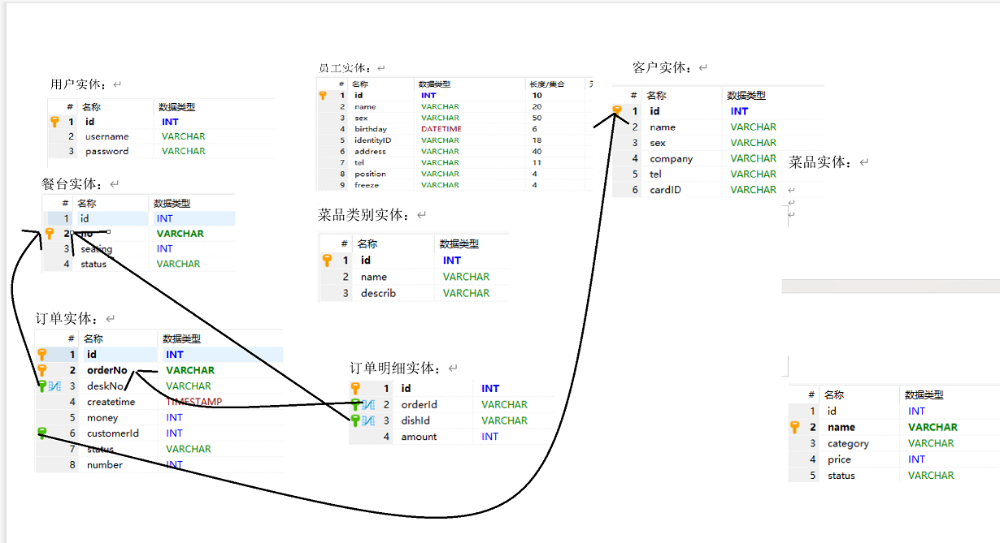 用户实体：
# 名称 数据类型
1 id INT
2 username VARCHAR
3 password VARCHAR
员工实体：
# 名称 数据类型 长度/集合
1 id INT 10
2 name VARCHAR 20
3 sex VARCHAR 50
4 birthday DATETIME 6
5 identityID VARCHAR 18
6 address VARCHAR 40
7 tel VARCHAR 11
8 position VARCHAR 4
9 freeze VARCHAR 4
客户实体：
# 名称 数据类型
1 id INT
2 name VARCHAR
3 sex VARCHAR
4 company VARCHAR
5 tel VARCHAR
6 cardID VARCHAR
菜品实体：
餐台实体：
# 名称 数据类型
1 id INT
2 no VARCHAR
3 seating INT
4 status VARCHAR
菜品类别实体：
# 名称 数据类型
1 id INT
2 name VARCHAR
3 describ VARCHAR
订单实体：
# 名称 数据类型
1 id INT
2 orderNo VARCHAR
3 deskNo VARCHAR
4 createtime TIMESTAMP
5 money INT
6 customerId INT
7 status VARCHAR
8 number INT
订单明细实体：
1 id INT
2 orderId VARCHAR
3 dishId VARCHAR
4 amount INT
# 名称 数据类型
1 id INT
2 name VARCHAR
3 category VARCHAR
4 price INT
5 status VARCHAR